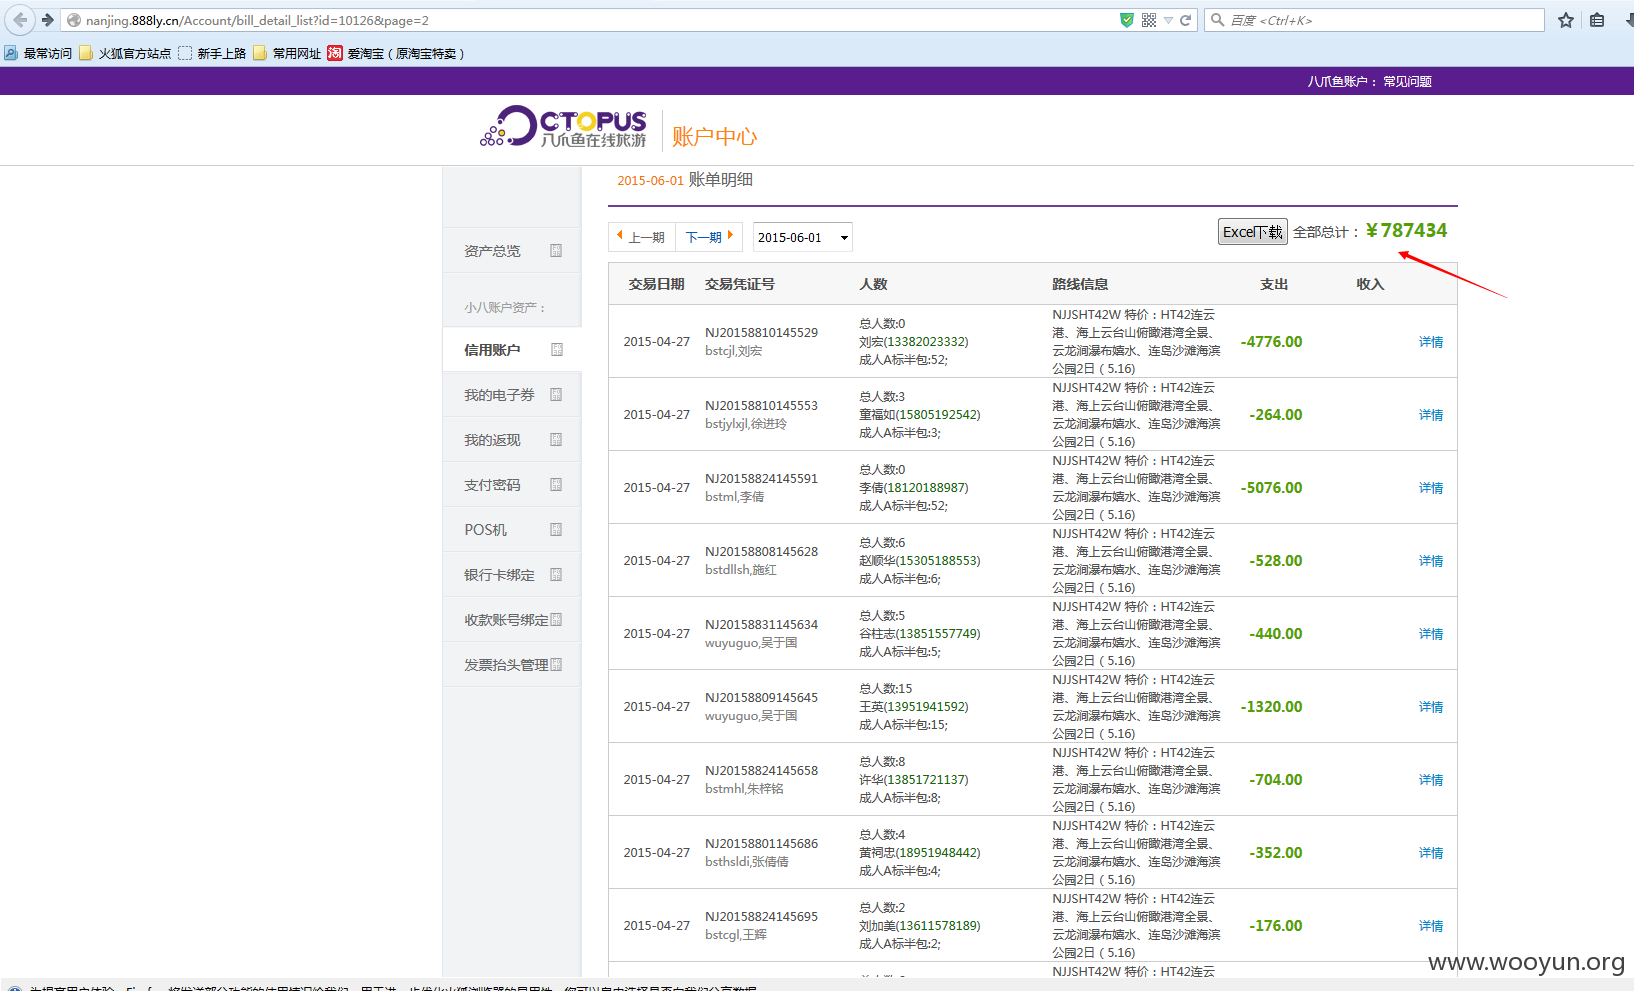 nanjing.888ly.cn/Account/bill_detail_list?id=10126&page=2
百度 <Ctrl+K>
最常访问 火狐官方站点 新手上路 常用网址 淘 爱淘宝（原淘宝特卖）
八爪鱼账户： 常见问题
OCTOPUS
八爪鱼在线旅游
账户中心
2015-06-01 账单明细
上一期 下一期 2015-06-01 Excel下载 全部总计：￥787434
资产总览
小八账户资产：
信用账户
我的电子券
我的返现
支付密码
POS机
银行卡绑定
收款账号绑定
发票抬头管理
交易日期 交易凭证号 人数 路线信息 支出 收入
2015-04-27
NJ20158810145529
bstcjl,刘宏
总人数:0
刘宏(13382023332)
成人A标半包:52;
NJJSHT42W 特价：HT42连云
港、海上云台山俯瞰港湾全景、
云龙涧瀑布嬉水、连岛沙滩海滨
公园2日（5.16)
-4776.00
详情
2015-04-27
NJ20158810145553
bstjylxjl,徐进玲
总人数:3
童福如(15805192542)
成人A标半包:3;
NJJSHT42W 特价：HT42连云
港、海上云台山俯瞰港湾全景、
云龙涧瀑布嬉水、连岛沙滩海滨
公园2日（5.16)
-264.00
详情
2015-04-27
NJ20158824145591
bstml,李倩
总人数:0
李倩(18120188987)
成人A标半包:52;
NJJSHT42W 特价：HT42连云
港、海上云台山俯瞰港湾全景、
云龙涧瀑布嬉水、连岛沙滩海滨
公园2日（5.16)
-5076.00
详情
2015-04-27
NJ20158808145628
bstdllsh,施红
总人数:6
赵顺华(15305188553)
成人A标半包:6;
NJJSHT42W 特价：HT42连云
港、海上云台山俯瞰港湾全景、
云龙涧瀑布嬉水、连岛沙滩海滨
公园2日（5.16)
-528.00
详情
2015-04-27
NJ20158831145634
wuyuguo,吴于国
总人数:5
谷柱志(13851557749)
成人A标半包:5;
NJJSHT42W 特价：HT42连云
港、海上云台山俯瞰港湾全景、
云龙涧瀑布嬉水、连岛沙滩海滨
公园2日（5.16)
-440.00
详情
2015-04-27
NJ20158809145645
wuyuguo,吴于国
总人数:15
王英(13951941592)
成人A标半包:15;
NJJSHT42W 特价：HT42连云
港、海上云台山俯瞰港湾全景、
云龙涧瀑布嬉水、连岛沙滩海滨
公园2日（5.16)
-1320.00
详情
2015-04-27
NJ20158824145658
bstmhl,朱梓铭
总人数:8
许华(13851721137)
成人A标半包:8;
NJJSHT42W 特价：HT42连云
港、海上云台山俯瞰港湾全景、
云龙涧瀑布嬉水、连岛沙滩海滨
公园2日（5.16)
-704.00
详情
2015-04-27
NJ20158801145686
bsthsldi,张倩倩
总人数:4
黄祠忠(18951948442)
成人A标半包:4;
NJJSHT42W 特价：HT42连云
港、海上云台山俯瞰港湾全景、
云龙涧瀑布嬉水、连岛沙滩海滨
公园2日（5.16)
-352.00
详情
2015-04-27
NJ20158824145695
bstcgl,王辉
总人数:2
刘加美(13611578189)
成人A标半包:2;
NJJSHT42W 特价：HT42连云
港、海上云台山俯瞰港湾全景、
云龙涧瀑布嬉水、连岛沙滩海滨
公园2日（5.16)
-176.00
详情
NJJSHT42W 特价：HT42连云
www.wooyun.org